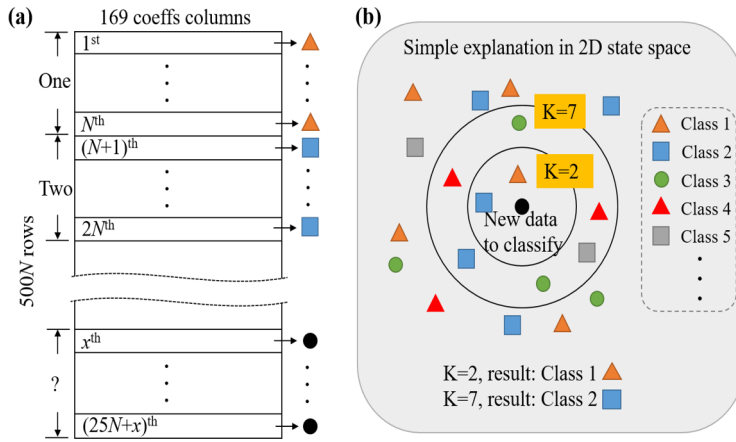 (a)
169 coeffs columns
1st
One
Nth
(N+1)th
Two
2Nth
500N rows
xth
?
(25N+x)th
(b)
Simple explanation in 2D state space
K=7
K=2
New data
to classify
Class 1
Class 2
Class 3
Class 4
Class 5
K=2, result: Class 1
K=7, result: Class 2